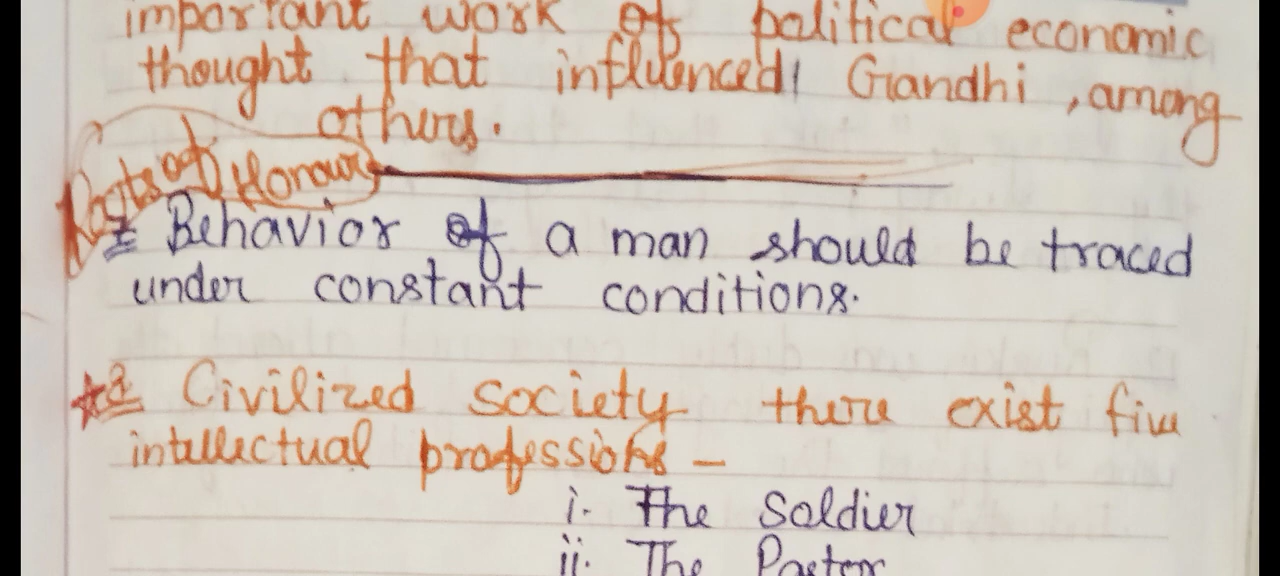 important work of political economic
thought that influenced Gandhi, among
others.
Roots of Honour
1 Behavior of a man should be traced
under constant conditions.
2 Civilized society there exist five
intellectual professions -
i. The Soldier
ii. The Pastor